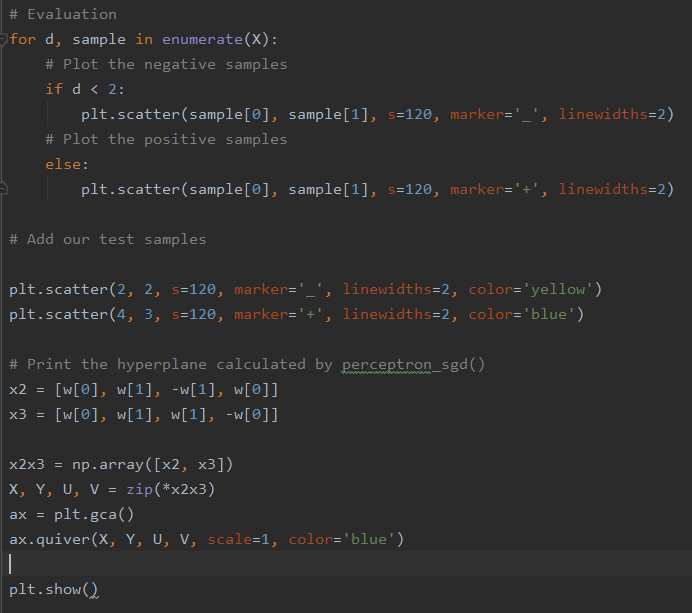 # Evaluation
for d, sample in enumerate(X):
    # Plot the negative samples
    if d < 2:
        plt.scatter(sample[0], sample[1], s=120, marker='_', linewidths=2)
    # Plot the positive samples
    else:
        plt.scatter(sample[0], sample[1], s=120, marker='+', linewidths=2)
# Add our test samples
plt.scatter(2, 2, s=120, marker='_', linewidths=2, color='yellow')
plt.scatter(4, 3, s=120, marker='+', linewidths=2, color='blue')
# Print the hyperplane calculated by perceptron_sgd()
x2 = [w[0], w[1], -w[1], w[0]]
x3 = [w[0], w[1], w[1], -w[0]]
x2x3 = np.array([x2, x3])
X, Y, U, V = zip(*x2x3)
ax = plt.gca()
ax.quiver(X, Y, U, V, scale=1, color='blue')
plt.show()